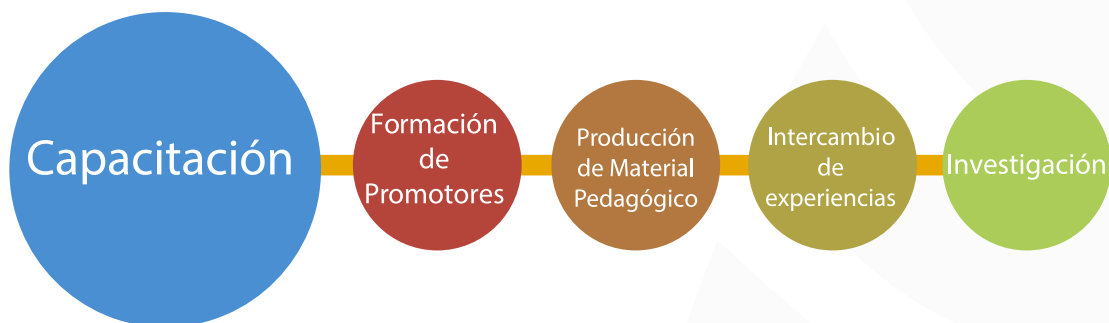 Capacitación
Formación
de
Promotores
Producción
de Material
Pedagógico
Intercambio
de
experiencias
Investigación